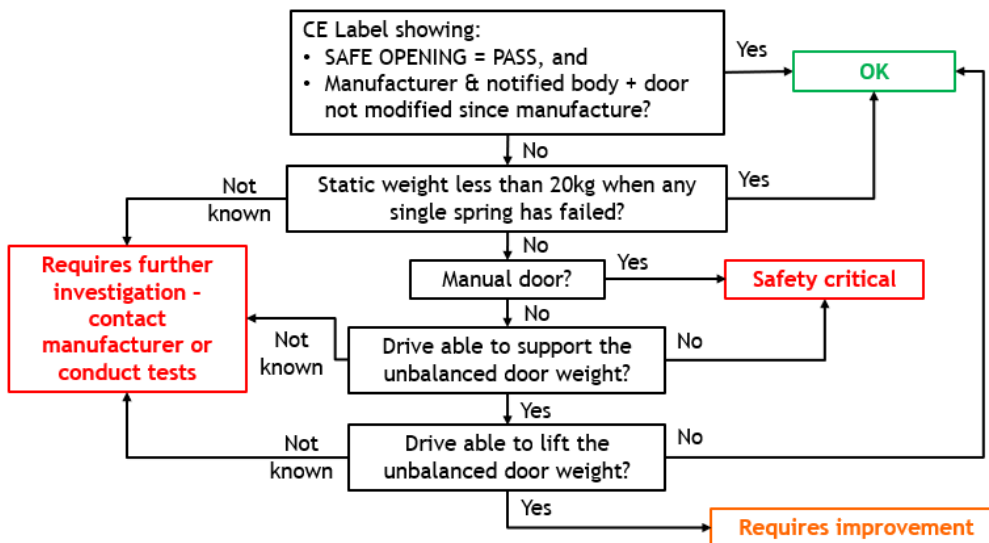 CE Label showing:
• SAFE OPENING = PASS, and
• Manufacturer & notified body + door
not modified since manufacture?
Yes
OK
No
Static weight less than 20kg when any
single spring has failed?
Not
known
Yes
No
Manual door?
Yes
Safety critical
Requires further
investigation –
contact
manufacturer or
conduct tests
No
Drive able to support the
unbalanced door weight?
Not
known
No
Yes
Drive able to lift the
unbalanced door weight?
Not
known
No
Yes
Requires improvement